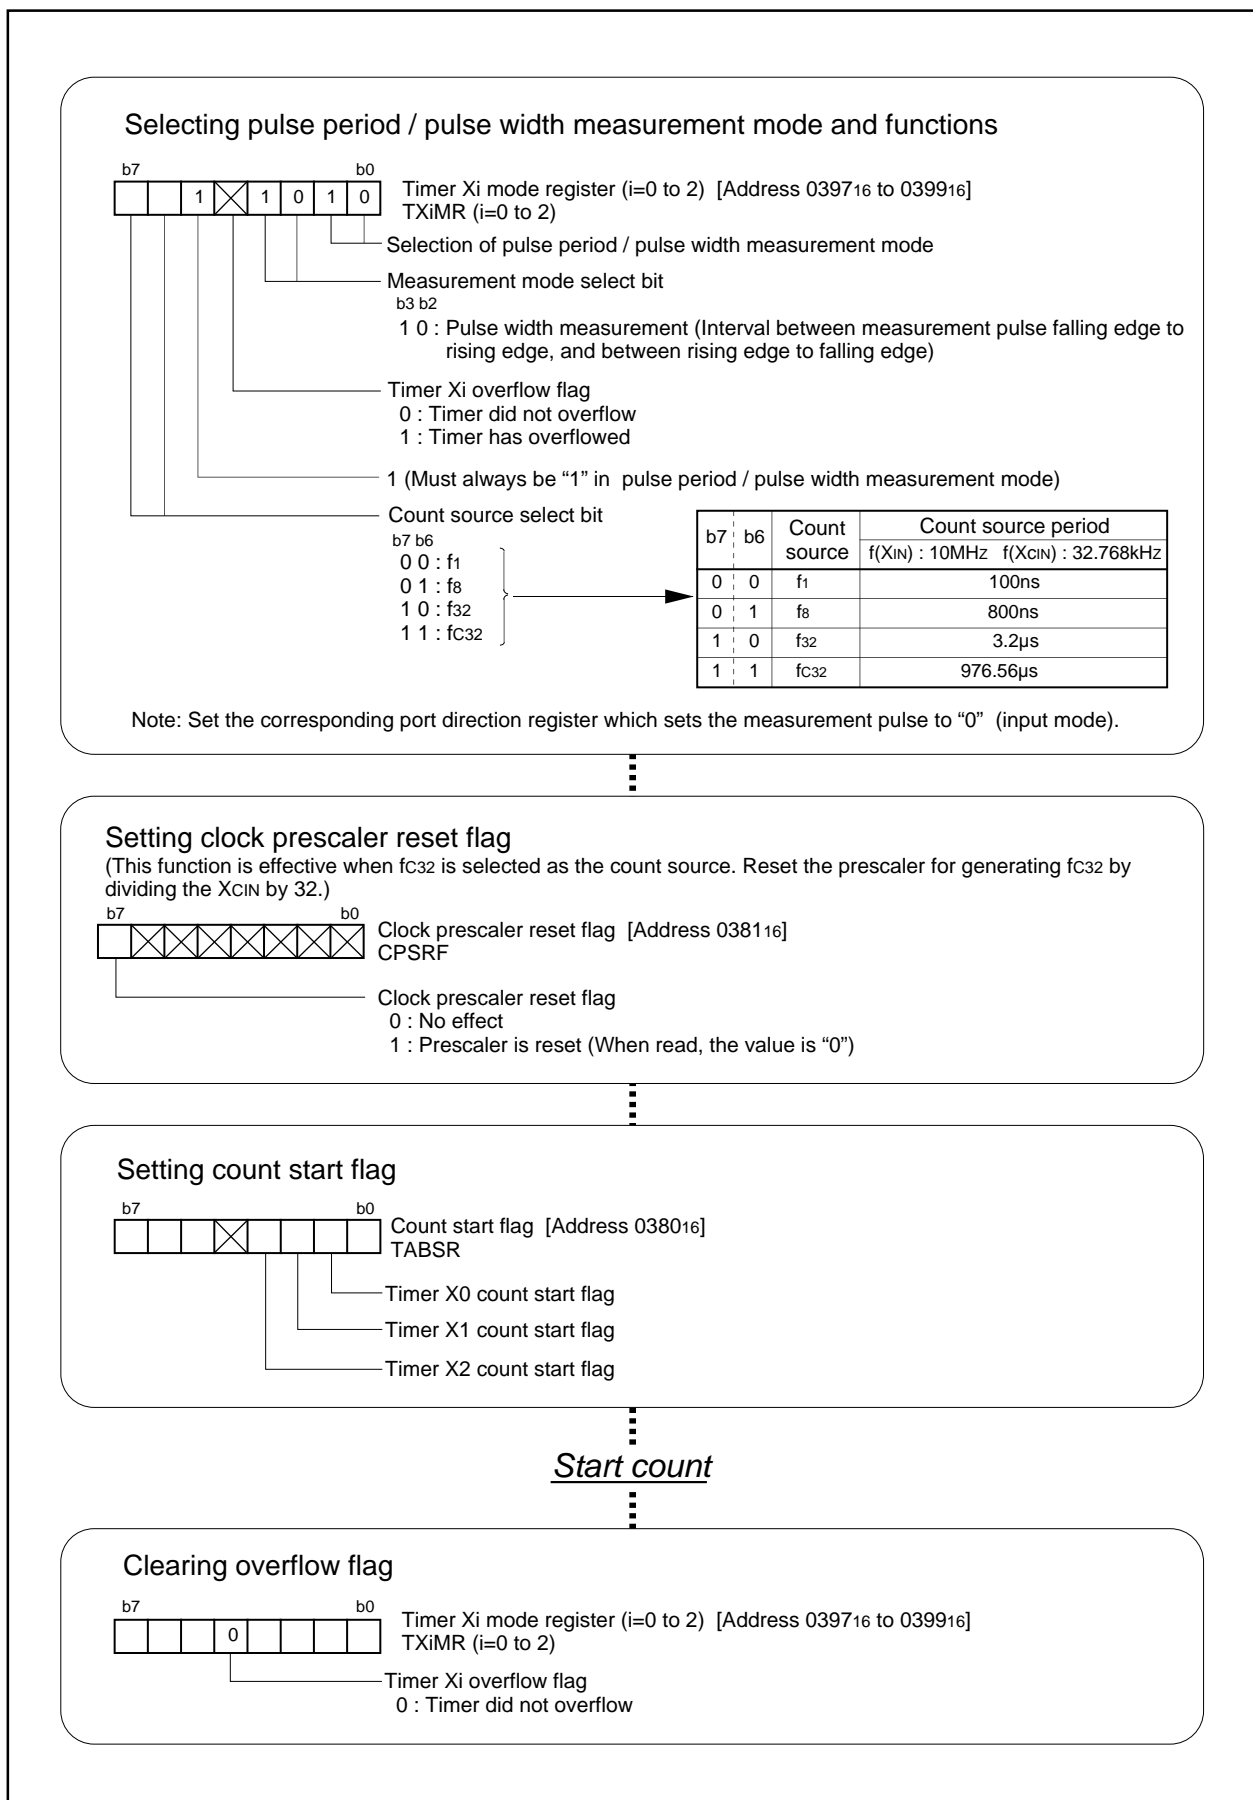 Selecting pulse period / pulse width measurement mode and functions
b7 b0
1 1 0 1 0
Timer Xi mode register (i=0 to 2) [Address 039716 to 039916]
TXiMR (i=0 to 2)
Selection of pulse period / pulse width measurement mode
Measurement mode select bit
b3 b2
1 0 : Pulse width measurement (Interval between measurement pulse falling edge to
rising edge, and between rising edge to falling edge)
Timer Xi overflow flag
0 : Timer did not overflow
1 : Timer has overflowed
1 (Must always be “1” in pulse period / pulse width measurement mode)
Count source select bit
b7 b6
0 0 : f1
0 1 : f8
1 0 : f32
1 1 : fC32
b7 b6 Count source Count source period
f(XIN) : 10MHz f(XCIN) : 32.768kHz
0 0 f1 100ns
0 1 f8 800ns
1 0 f32 3.2µs
1 1 fC32 976.56µs
Note: Set the corresponding port direction register which sets the measurement pulse to “0” (input mode).
Setting clock prescaler reset flag
(This function is effective when fC32 is selected as the count source. Reset the prescaler for generating fC32 by
dividing the XCIN by 32.)
b7 b0
Clock prescaler reset flag [Address 038116]
CPSRF
Clock prescaler reset flag
0 : No effect
1 : Prescaler is reset (When read, the value is “0”)
Setting count start flag
b7 b0
Count start flag [Address 038016]
TABSR
Timer X0 count start flag
Timer X1 count start flag
Timer X2 count start flag
Start count
Clearing overflow flag
b7 b0
0
Timer Xi mode register (i=0 to 2) [Address 039716 to 039916]
TXiMR (i=0 to 2)
Timer Xi overflow flag
0 : Timer did not overflow